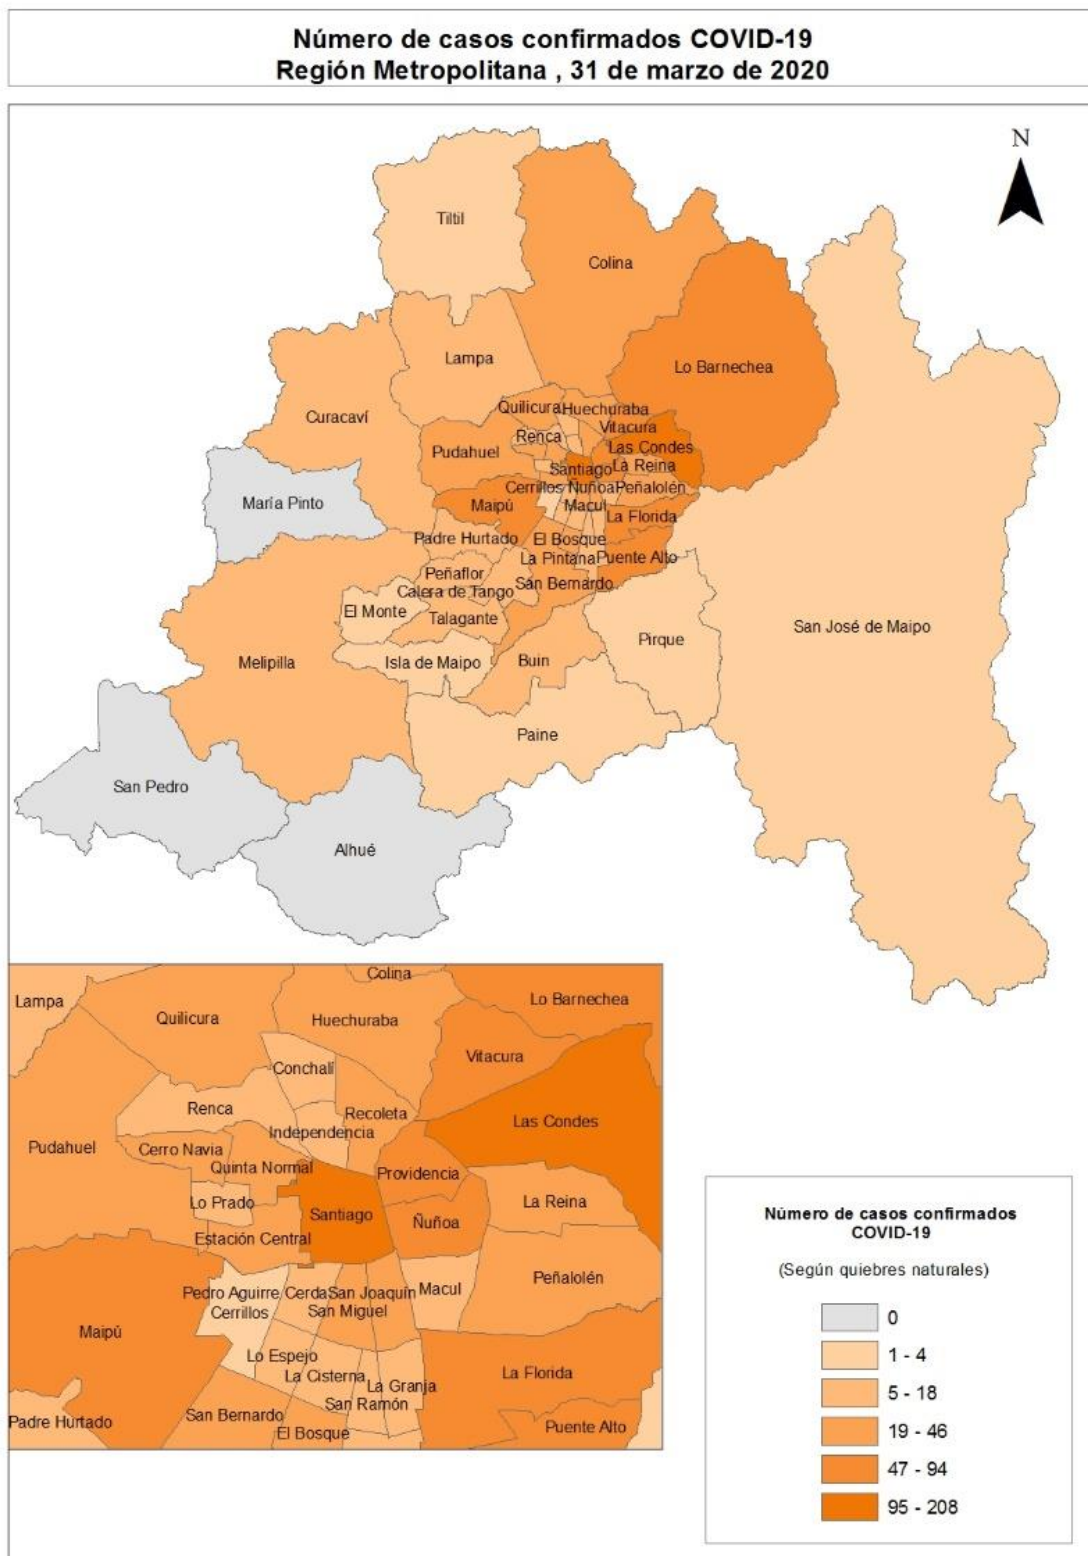 Número de casos confirmados COVID-19
Región Metropolitana , 31 de marzo de 2020
N
Tiltil
Colina
Lo Barnechea
Lampa
Curacaví
Quilicura
Huechuraba
Vitacura
Renca
Las Condes
Pudahuel
Santiago
La Reina
María Pinto
Cerrillos
Ñuñoa
Peñalolén
Maipú
Macul
La Florida
Padre Hurtado
El Bosque
La Pintana
Puente Alto
Peñaflor
San Bernardo
Calera de Tango
El Monte
Talagante
San José de Maipo
Pirque
Melipilla
Isla de Maipo
Buin
Paine
San Pedro
Alhué
Colina
Lampa
Lo Barnechea
Quilicura
Huechuraba
Vitacura
Conchalí
Renca
Recoleta
Las Condes
Independencia
Pudahuel
Cerro Navia
Quinta Normal
Providencia
Lo Prado
La Reina
Santiago
Ñuñoa
Estación Central
Peñalolén
Pedro Aguirre Cerda
San Joaquín
Macul
Cerrillos
San Miguel
Maipú
Lo Espejo
La Florida
La Cisterna
La Granja
San Ramón
Padre Hurtado
San Bernardo
El Bosque
Puente Alto
Número de casos confirmados
COVID-19
(Según quiebres naturales)
0
1 - 4
5 - 18
19 - 46
47 - 94
95 - 208